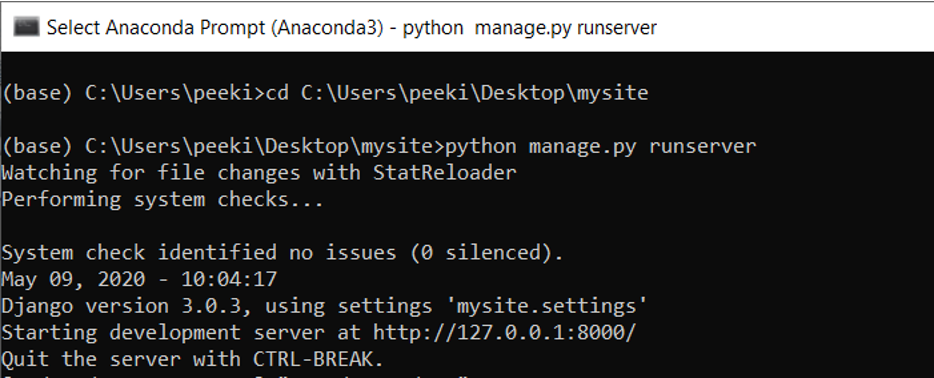 Select Anaconda Prompt (Anaconda3) - python  manage.py runserver
(base) C:\Users\peeki>cd C:\Users\peeki\Desktop\mysite
(base) C:\Users\peeki\Desktop\mysite>python manage.py runserver
Watching for file changes with StatReloader
Performing system checks...
System check identified no issues (0 silenced).
May 09, 2020 - 10:04:17
Django version 3.0.3, using settings 'mysite.settings'
Starting development server at http://127.0.0.1:8000/
Quit the server with CTRL-BREAK.